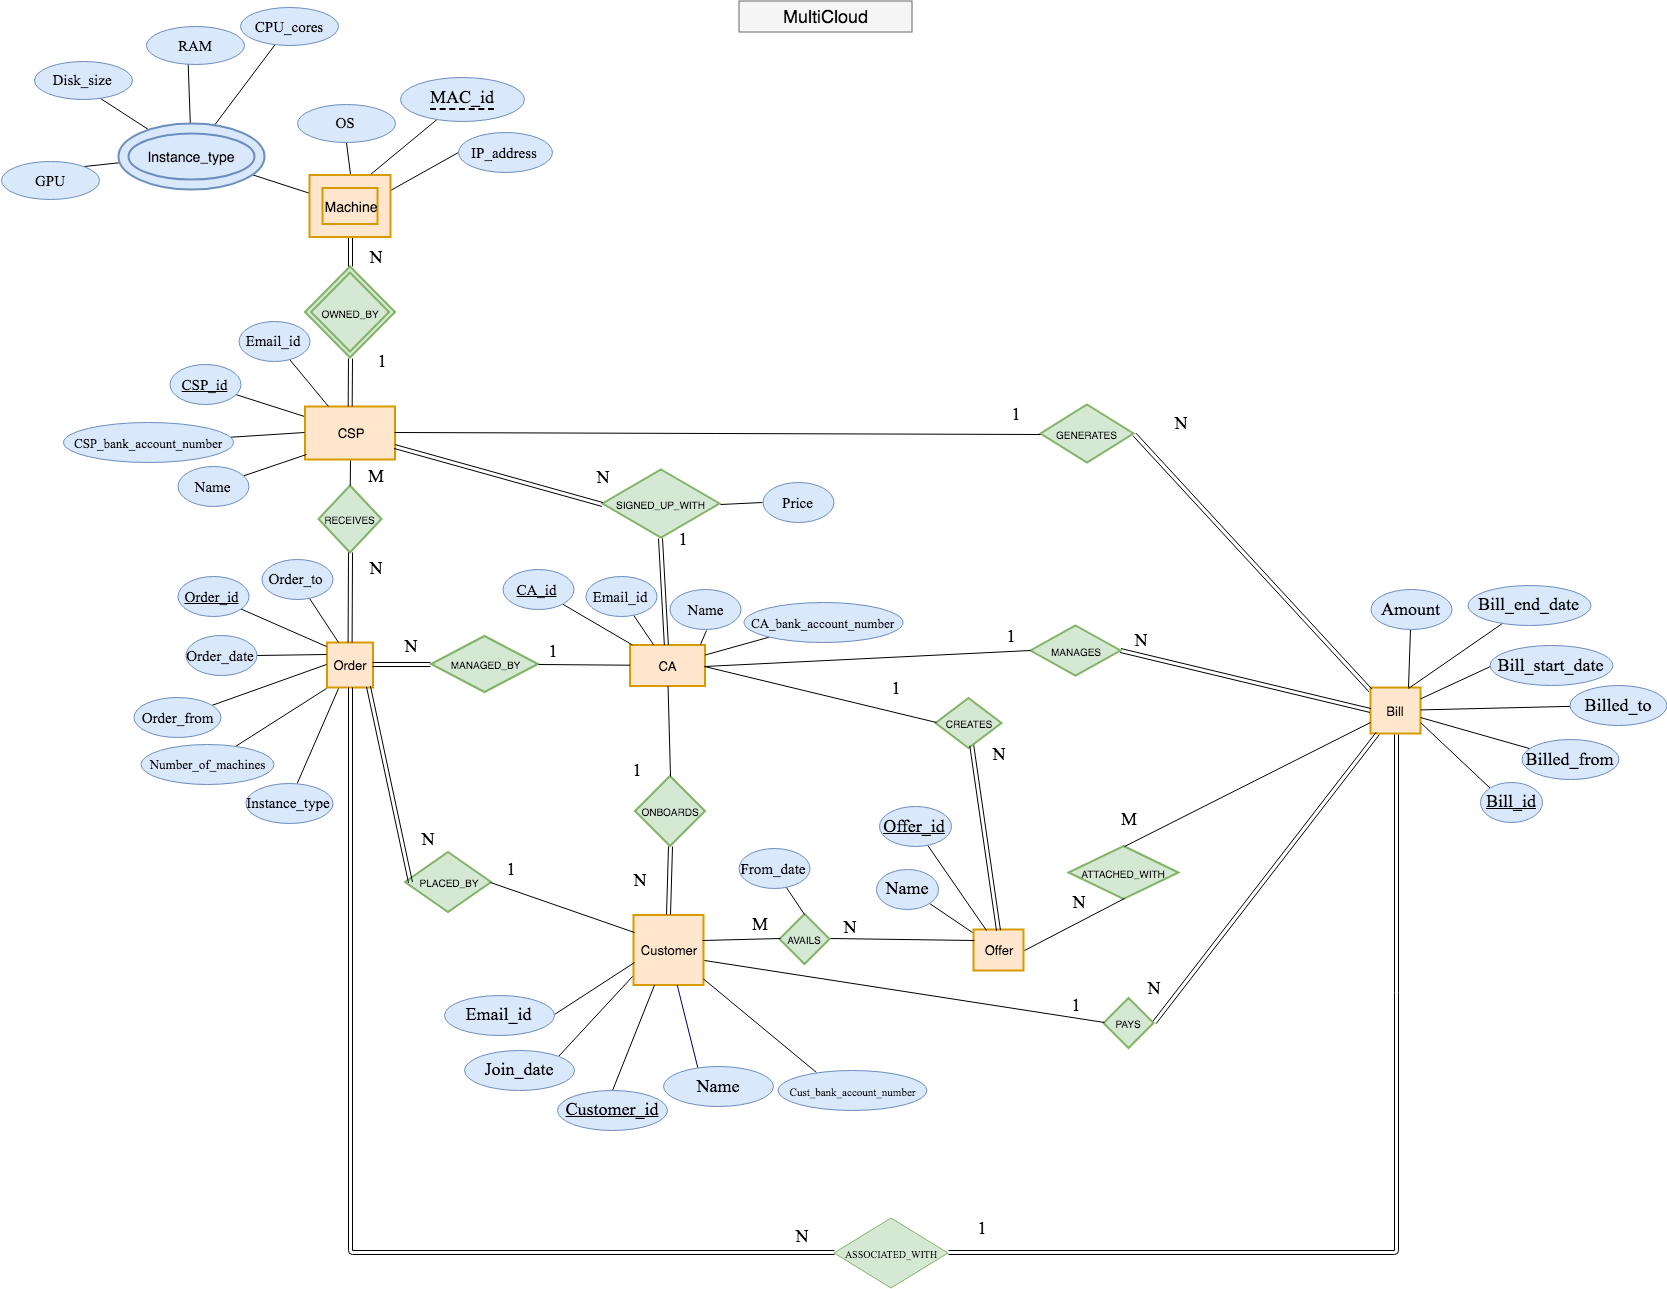 MultiCloud
CPU_cores
RAM
Disk_size
MAC_id
OS
IP_address
Instance_type
GPU
Machine
N
OWNED_BY
Email_id
1
CSP_id
CSP
1
GENERATES
N
CSP_bank_account_number
Name
M
N
SIGNED_UP_WITH
Price
RECEIVES
1
N
Order_to
Order_id
CA_id
Email_id
Name
CA_bank_account_number
Amount
Bill_end_date
Order_date
Order
N
MANAGED_BY
1
CA
1
MANAGES
N
Bill_start_date
Order_from
1
CREATES
N
Bill
Billed_to
Number_of_machines
Billed_from
Instance_type
1
ONBOARDS
Bill_id
N
PLACED_BY
1
N
From_date
Offer_id
Name
M
ATTACHED_WITH
N
Customer
M
AVAILS
N
Offer
1
N
PAYS
Email_id
Join_date
Customer_id
Name
Cust_bank_account_number
N
ASSOCIATED_WITH
1